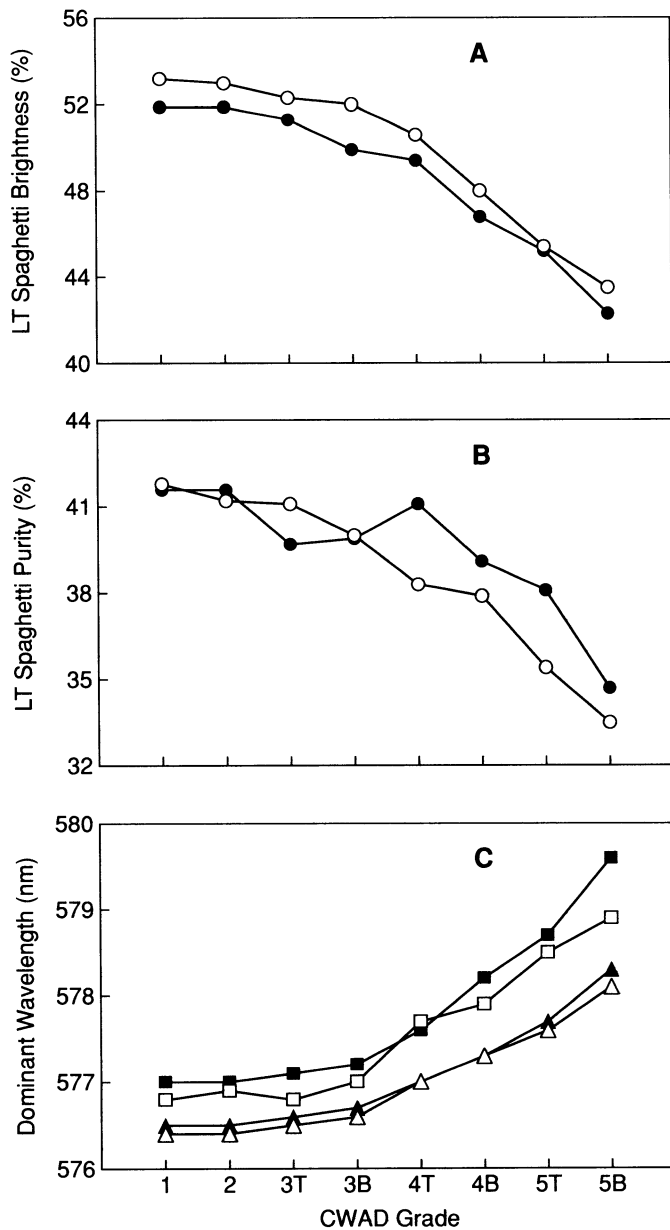 A
LT Spaghetti Brightness (%)
56
52
48
44
40
B
LT Spaghetti Purity (%)
44
41
38
35
32
C
Dominant Wavelength (nm)
580
579
578
577
576
1 2 3T 3B 4T 4B 5T 5B
CWAD Grade